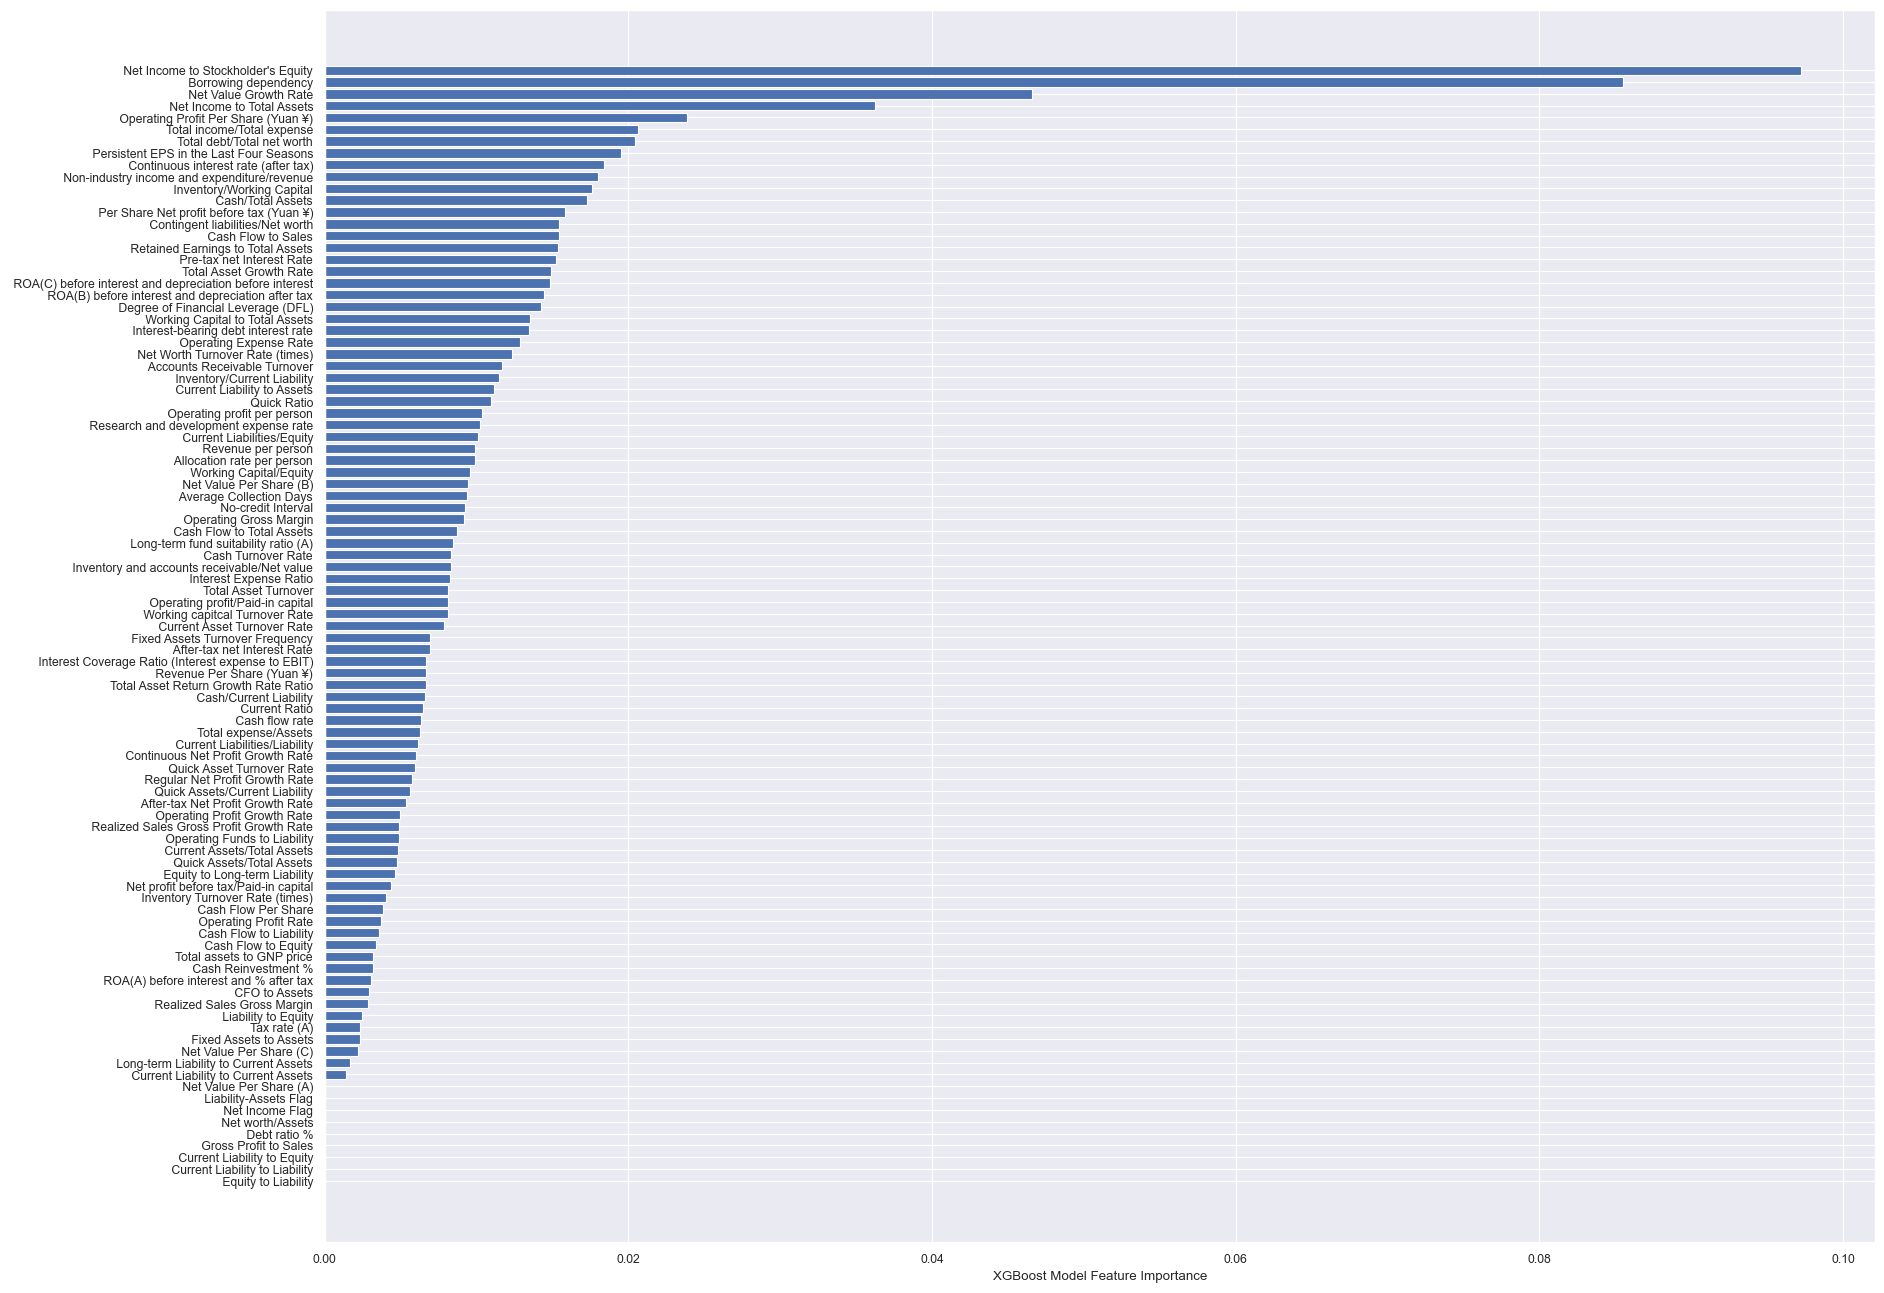 Net Income to Stockholder's Equity
Borrowing dependency
Net Value Growth Rate
Net Income to Total Assets
Operating Profit Per Share (Yuan ¥)
Total income/Total expense
Total debt/Total net worth
Persistent EPS in the Last Four Seasons
Continuous interest rate (after tax)
Non-industry income and expenditure/revenue
Inventory/Working Capital
Cash/Total Assets
Per Share Net profit before tax (Yuan ¥)
Contingent liabilities/Net worth
Cash Flow to Sales
Retained Earnings to Total Assets
Pre-tax net Interest Rate
Total Asset Growth Rate
ROA(C) before interest and depreciation before interest
ROA(B) before interest and depreciation after tax
Degree of Financial Leverage (DFL)
Working Capital to Total Assets
Interest-bearing debt interest rate
Operating Expense Rate
Net Worth Turnover Rate (times)
Accounts Receivable Turnover
Inventory/Current Liability
Current Liability to Assets
Quick Ratio
Operating profit per person
Research and development expense rate
Current Liabilities/Equity
Revenue per person
Allocation rate per person
Working Capital/Equity
Net Value Per Share (B)
Average Collection Days
No-credit Interval
Operating Gross Margin
Cash Flow to Total Assets
Long-term fund suitability ratio (A)
Cash Turnover Rate
Inventory and accounts receivable/Net value
Interest Expense Ratio
Total Asset Turnover
Operating profit/Paid-in capital
Working capitcal Turnover Rate
Current Asset Turnover Rate
Fixed Assets Turnover Frequency
After-tax net Interest Rate
Interest Coverage Ratio (Interest expense to EBIT)
Revenue Per Share (Yuan ¥)
Total Asset Return Growth Rate Ratio
Cash/Current Liability
Current Ratio
Cash flow rate
Total expense/Assets
Current Liabilities/Liability
Continuous Net Profit Growth Rate
Quick Asset Turnover Rate
Regular Net Profit Growth Rate
Quick Assets/Current Liability
After-tax Net Profit Growth Rate
Operating Profit Growth Rate
Realized Sales Gross Profit Growth Rate
Operating Funds to Liability
Current Assets/Total Assets
Quick Assets/Total Assets
Equity to Long-term Liability
Net profit before tax/Paid-in capital
Inventory Turnover Rate (times)
Cash Flow Per Share
Operating Profit Rate
Cash Flow to Liability
Cash Flow to Equity
Total assets to GNP price
Cash Reinvestment %
ROA(A) before interest and % after tax
CFO to Assets
Realized Sales Gross Margin
Liability to Equity
Tax rate (A)
Fixed Assets to Assets
Net Value Per Share (C)
Long-term Liability to Current Assets
Current Liability to Current Assets
Net Value Per Share (A)
Liability-Assets Flag
Net Income Flag
Net worth/Assets
Debt ratio %
Gross Profit to Sales
Current Liability to Equity
Current Liability to Liability
Equity to Liability
0.00 0.02 0.04 0.06 0.08 0.10
XGBoost Model Feature Importance